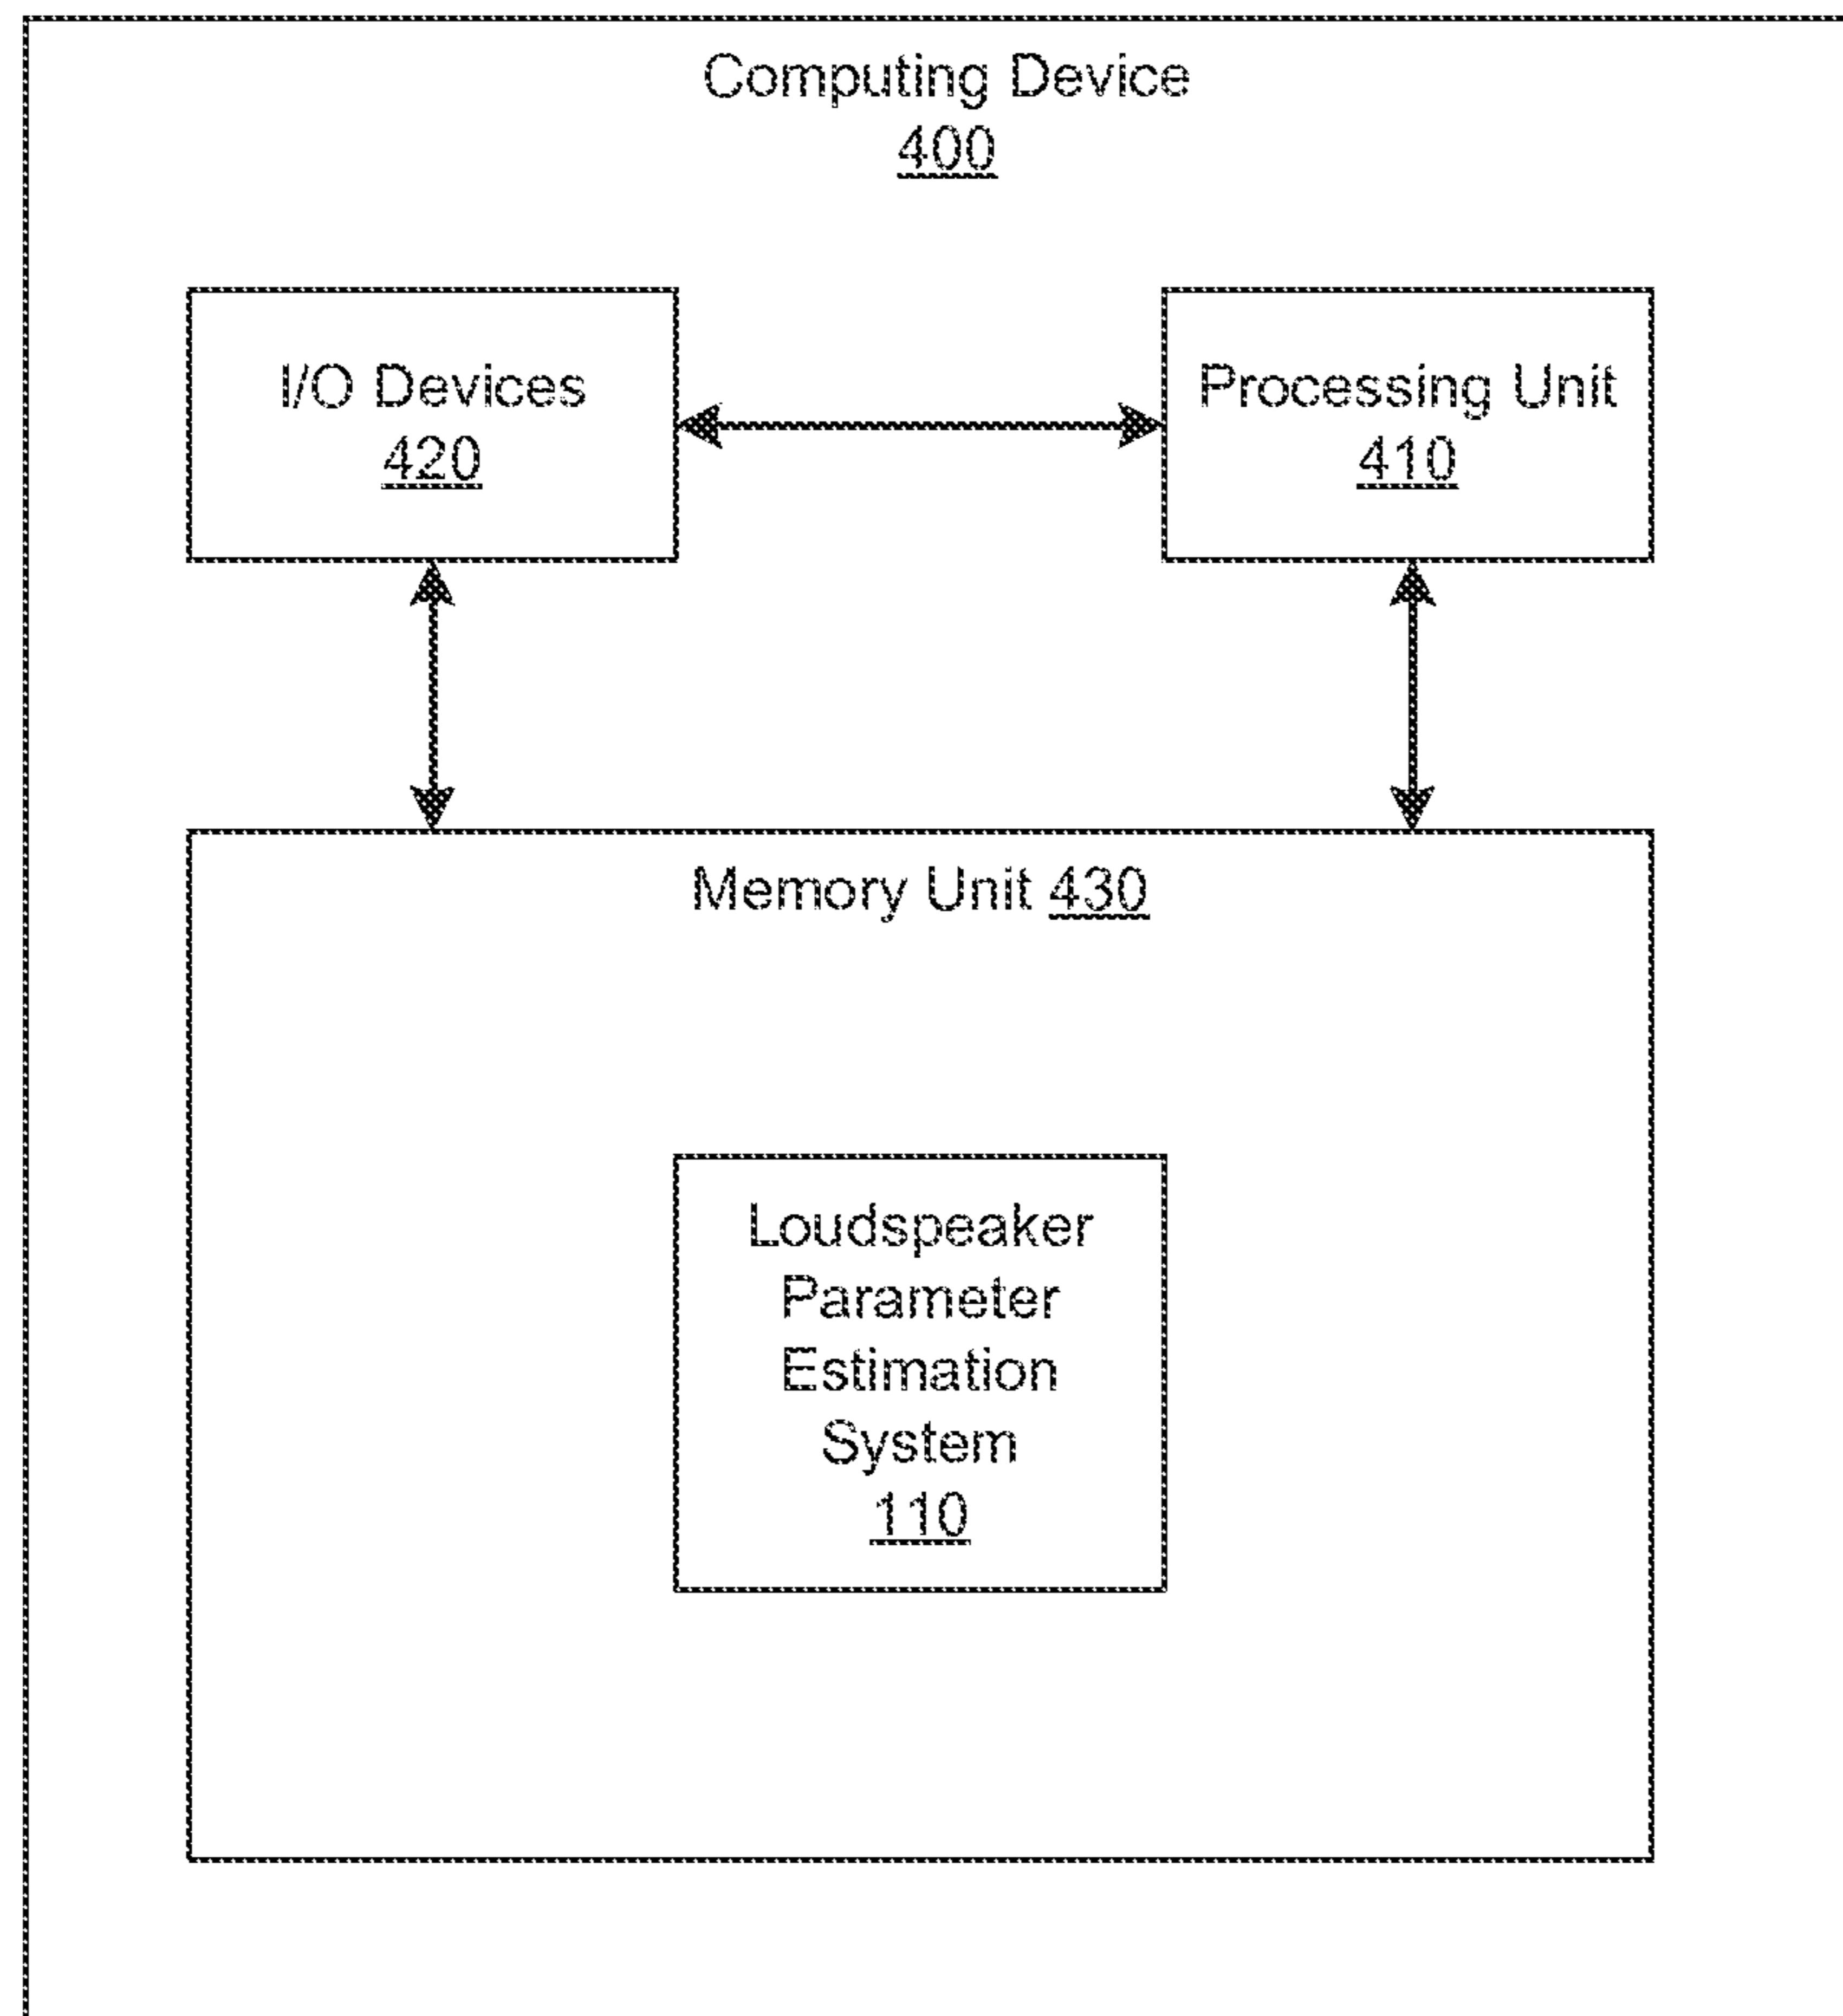 Computing Device
400
I/O Devices
420
Processing Unit
410
Memory Unit 430
Loudspeaker
Parameter
Estimation
System
110